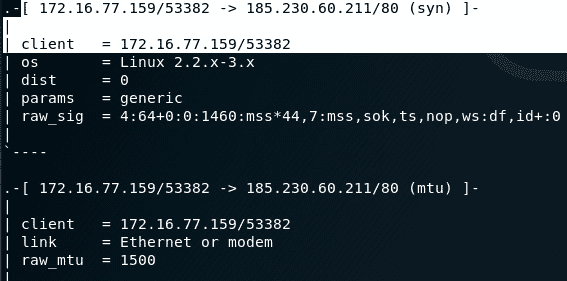 .-[ 172.16.77.159/53382 -> 185.230.60.211/80 (syn) ]-
|
| client   = 172.16.77.159/53382
| os       = Linux 2.2.x-3.x
| dist     = 0
| params   = generic
| raw_sig  = 4:64+0:0:1460:mss*44,7:mss,sok,ts,nop,ws:df,id+:0
|
`----
.-[ 172.16.77.159/53382 -> 185.230.60.211/80 (mtu) ]-
|
| client   = 172.16.77.159/53382
| link     = Ethernet or modem
| raw_mtu  = 1500
|